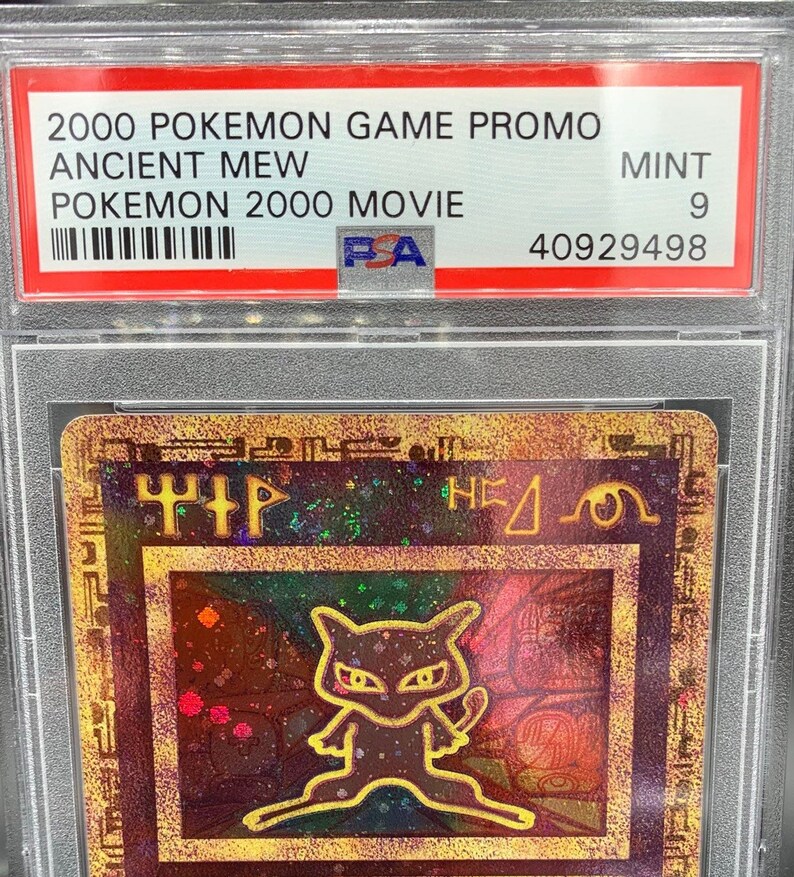 2000 POKEMON GAME PROMO
ANCIENT MEW MINT
POKEMON 2000 MOVIE 9
PSA 40929498